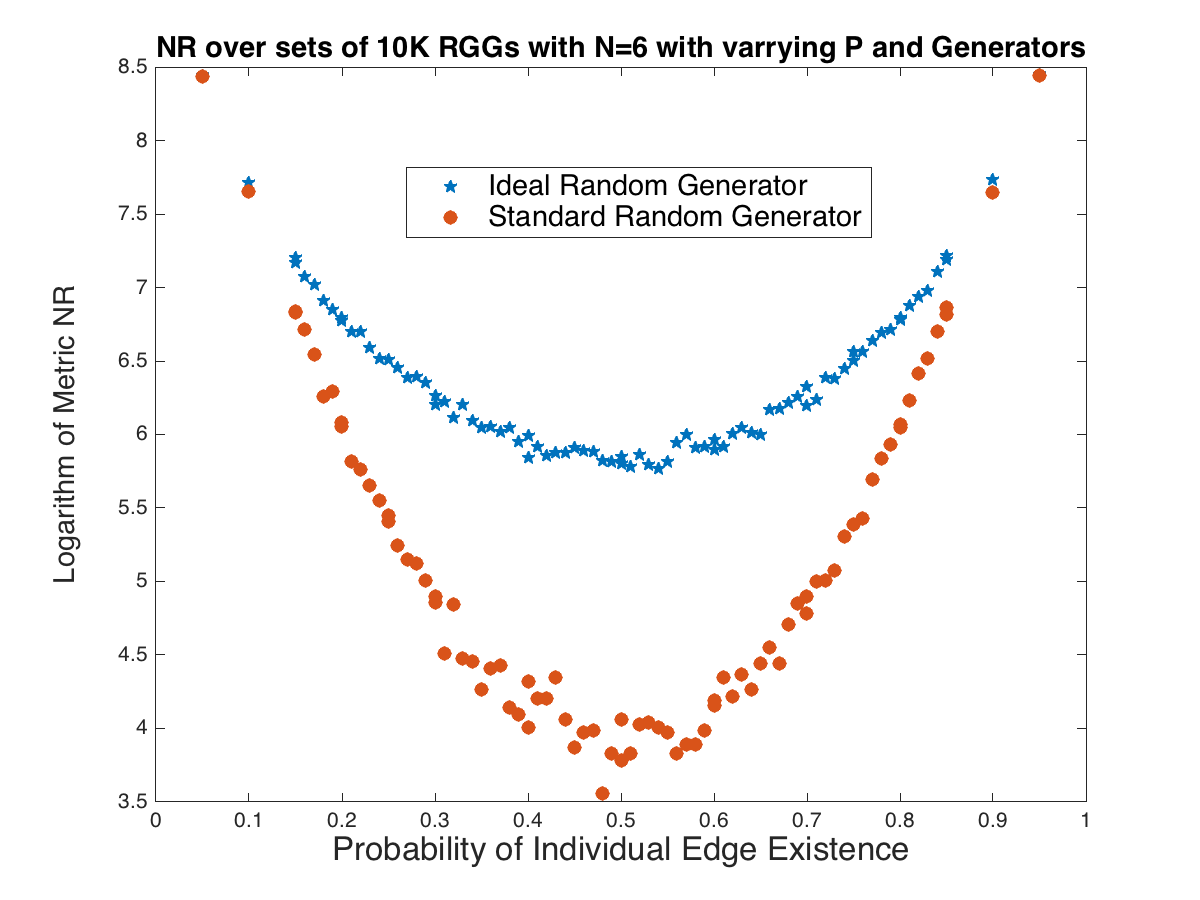 NR over sets of 10K RGGs with N=6 with varrying P and Generators
8.5
8
7.5
7
6.5
6
5.5
5
4.5
4
3.5
Logarithm of Metric NR
Ideal Random Generator
Standard Random Generator
0 0.1 0.2 0.3 0.4 0.5 0.6 0.7 0.8 0.9 1
Probability of Individual Edge Existence